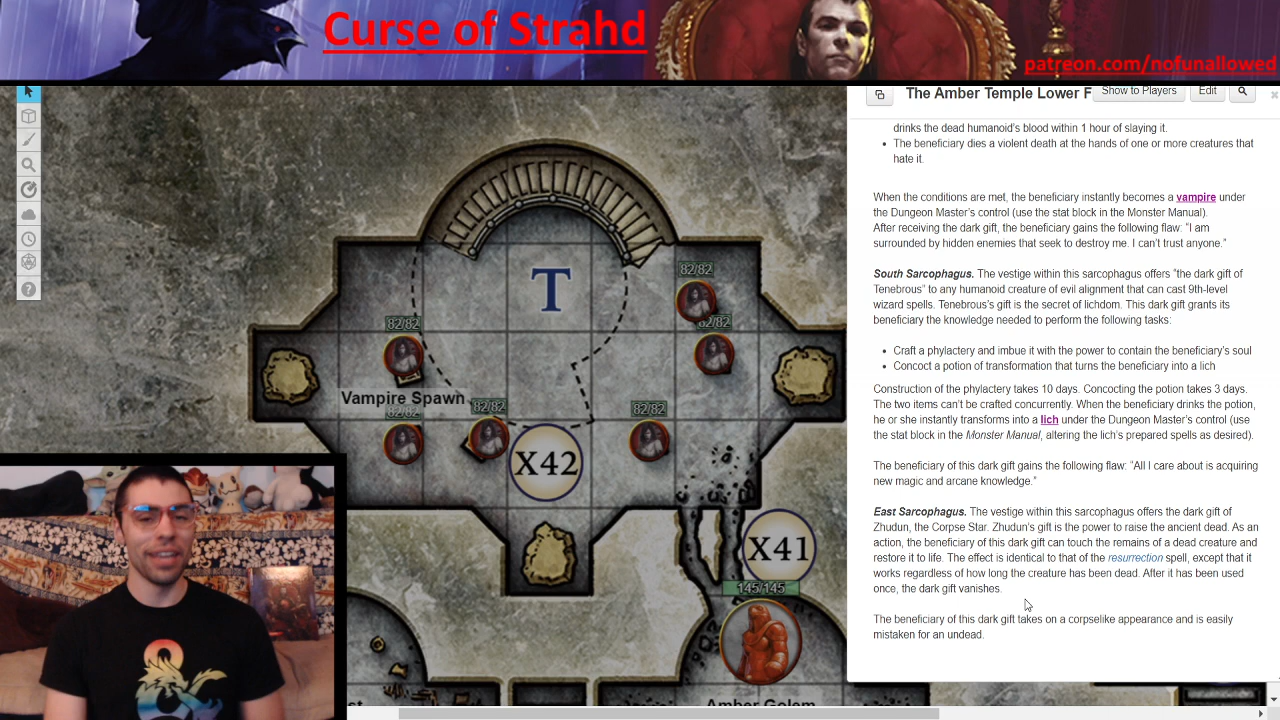 Curse of Strahd
patreon.com/nofunallowed
The Amber Temple Lower F
Show to Players
Edit
drinks the dead humanoid's blood within 1 hour of slaying it.
• The beneficiary dies a violent death at the hands of one or more creatures that
hate it.
When the conditions are met, the beneficiary instantly becomes a vampire under
the Dungeon Master's control (use the stat block in the Monster Manual).
After receiving the dark gift, the beneficiary gains the following flaw: "I am
surrounded by hidden enemies that seek to destroy me. I can't trust anyone."
South Sarcophagus. The vestige within this sarcophagus offers "the dark gift of
Tenebrous" to any humanoid creature of evil alignment that can cast 9th-level
wizard spells. Tenebrous's gift is the secret of lichdom. This dark gift grants its
beneficiary the knowledge needed to perform the following tasks:
• Craft a phylactery and imbue it with the power to contain the beneficiary's soul
• Concoct a potion of transformation that turns the beneficiary into a lich
Construction of the phylactery takes 10 days. Concocting the potion takes 3 days.
The two items can't be crafted concurrently. When the beneficiary drinks the potion,
he or she instantly transforms into a lich under the Dungeon Master's control (use
the stat block in the Monster Manual, altering the lich's prepared spells as desired).
The beneficiary of this dark gift gains the following flaw: "All I care about is acquiring
new magic and arcane knowledge."
East Sarcophagus. The vestige within this sarcophagus offers the dark gift of
Zhudun, the Corpse Star. Zhudun's gift is the power to raise the ancient dead. As an
action, the beneficiary of this dark gift can touch the remains of a dead creature and
restore it to life. The effect is identical to that of the resurrection spell, except that it
works regardless of how long the creature has been dead. After it has been used
once, the dark gift vanishes.
The beneficiary of this dark gift takes on a corpselike appearance and is easily
mistaken for an undead.
T
82/82
82/82
82/82
Vampire Spawn
82/82
82/82
82/82
X42
X41
145/145
Amber Golem